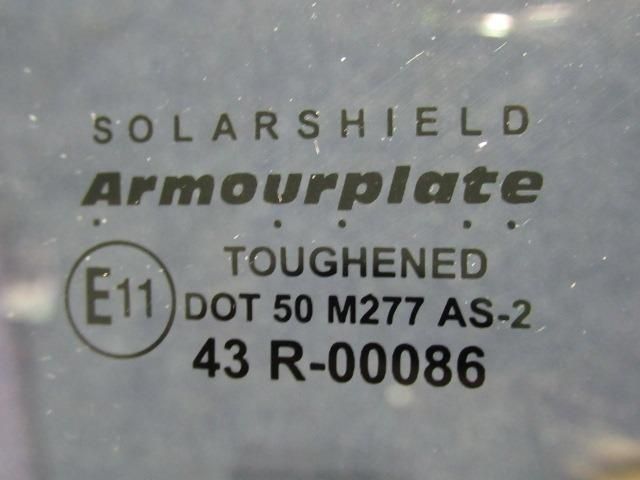 SOLARSHIELD
Armourplate
TOUGHENED
E11 DOT 50 M277 AS-2
43 R-00086